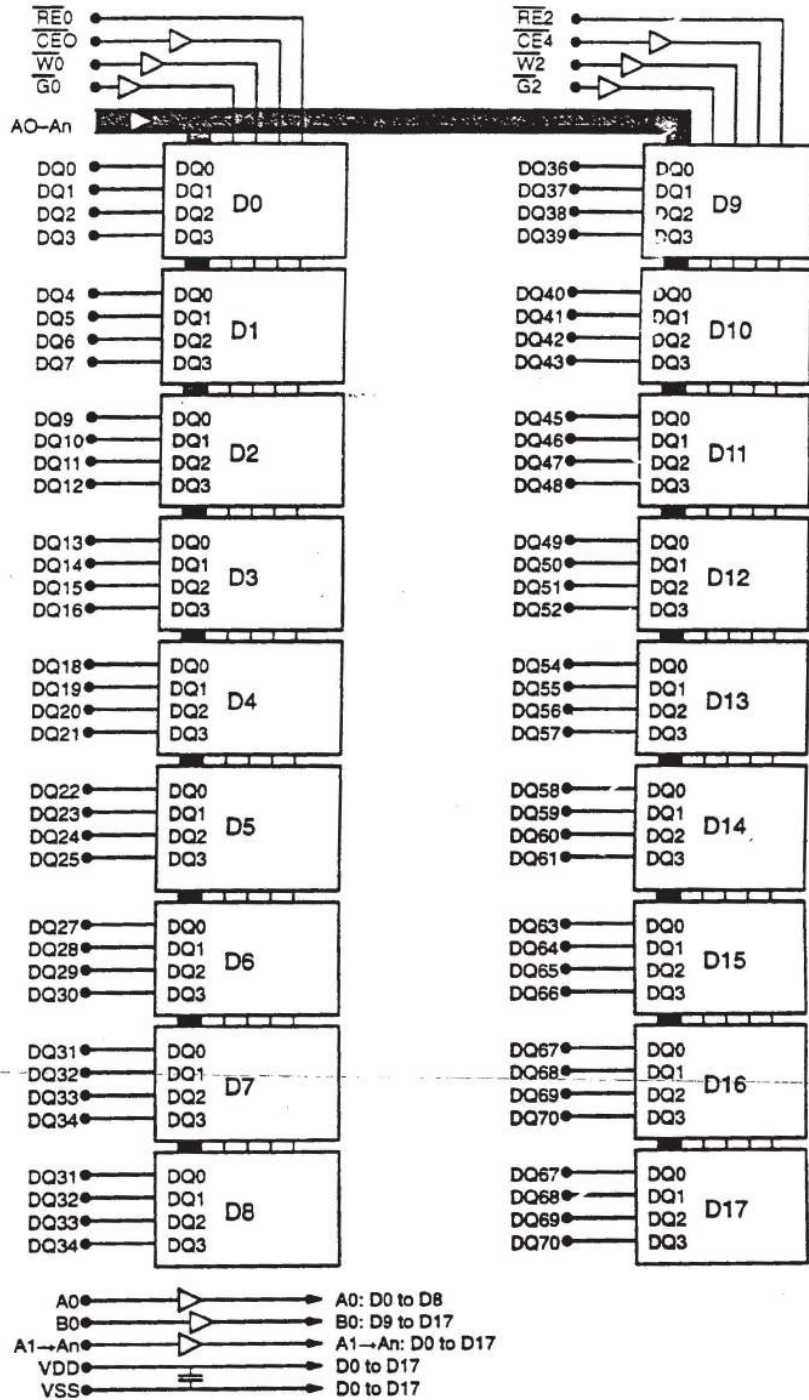 RE0
CE0
W0
G0
A0–An
DQ0 DQ0
DQ1 DQ1
DQ2 DQ2
DQ3 DQ3
D0
DQ4 DQ0
DQ5 DQ1
DQ6 DQ2
DQ7 DQ3
D1
DQ9 DQ0
DQ10 DQ1
DQ11 DQ2
DQ12 DQ3
D2
DQ13 DQ0
DQ14 DQ1
DQ15 DQ2
DQ16 DQ3
D3
DQ18 DQ0
DQ19 DQ1
DQ20 DQ2
DQ21 DQ3
D4
DQ22 DQ0
DQ23 DQ1
DQ24 DQ2
DQ25 DQ3
D5
DQ27 DQ0
DQ28 DQ1
DQ29 DQ2
DQ30 DQ3
D6
DQ31 DQ0
DQ32 DQ1
DQ33 DQ2
DQ34 DQ3
D7
DQ31 DQ0
DQ32 DQ1
DQ33 DQ2
DQ34 DQ3
D8
RE2
CE4
W2
G2
DQ36 DQ0
DQ37 DQ1
DQ38 DQ2
DQ39 DQ3
D9
DQ40 DQ0
DQ41 DQ1
DQ42 DQ2
DQ43 DQ3
D10
DQ45 DQ0
DQ46 DQ1
DQ47 DQ2
DQ48 DQ3
D11
DQ49 DQ0
DQ50 DQ1
DQ51 DQ2
DQ52 DQ3
D12
DQ54 DQ0
DQ55 DQ1
DQ56 DQ2
DQ57 DQ3
D13
DQ58 DQ0
DQ59 DQ1
DQ60 DQ2
DQ61 DQ3
D14
DQ63 DQ0
DQ64 DQ1
DQ65 DQ2
DQ66 DQ3
D15
DQ67 DQ0
DQ68 DQ1
DQ69 DQ2
DQ70 DQ3
D16
DQ67 DQ0
DQ68 DQ1
DQ69 DQ2
DQ70 DQ3
D17
A0 A0: D0 to D8
B0 B0: D9 to D17
A1→An A1→An: D0 to D17
VDD D0 to D17
VSS D0 to D17